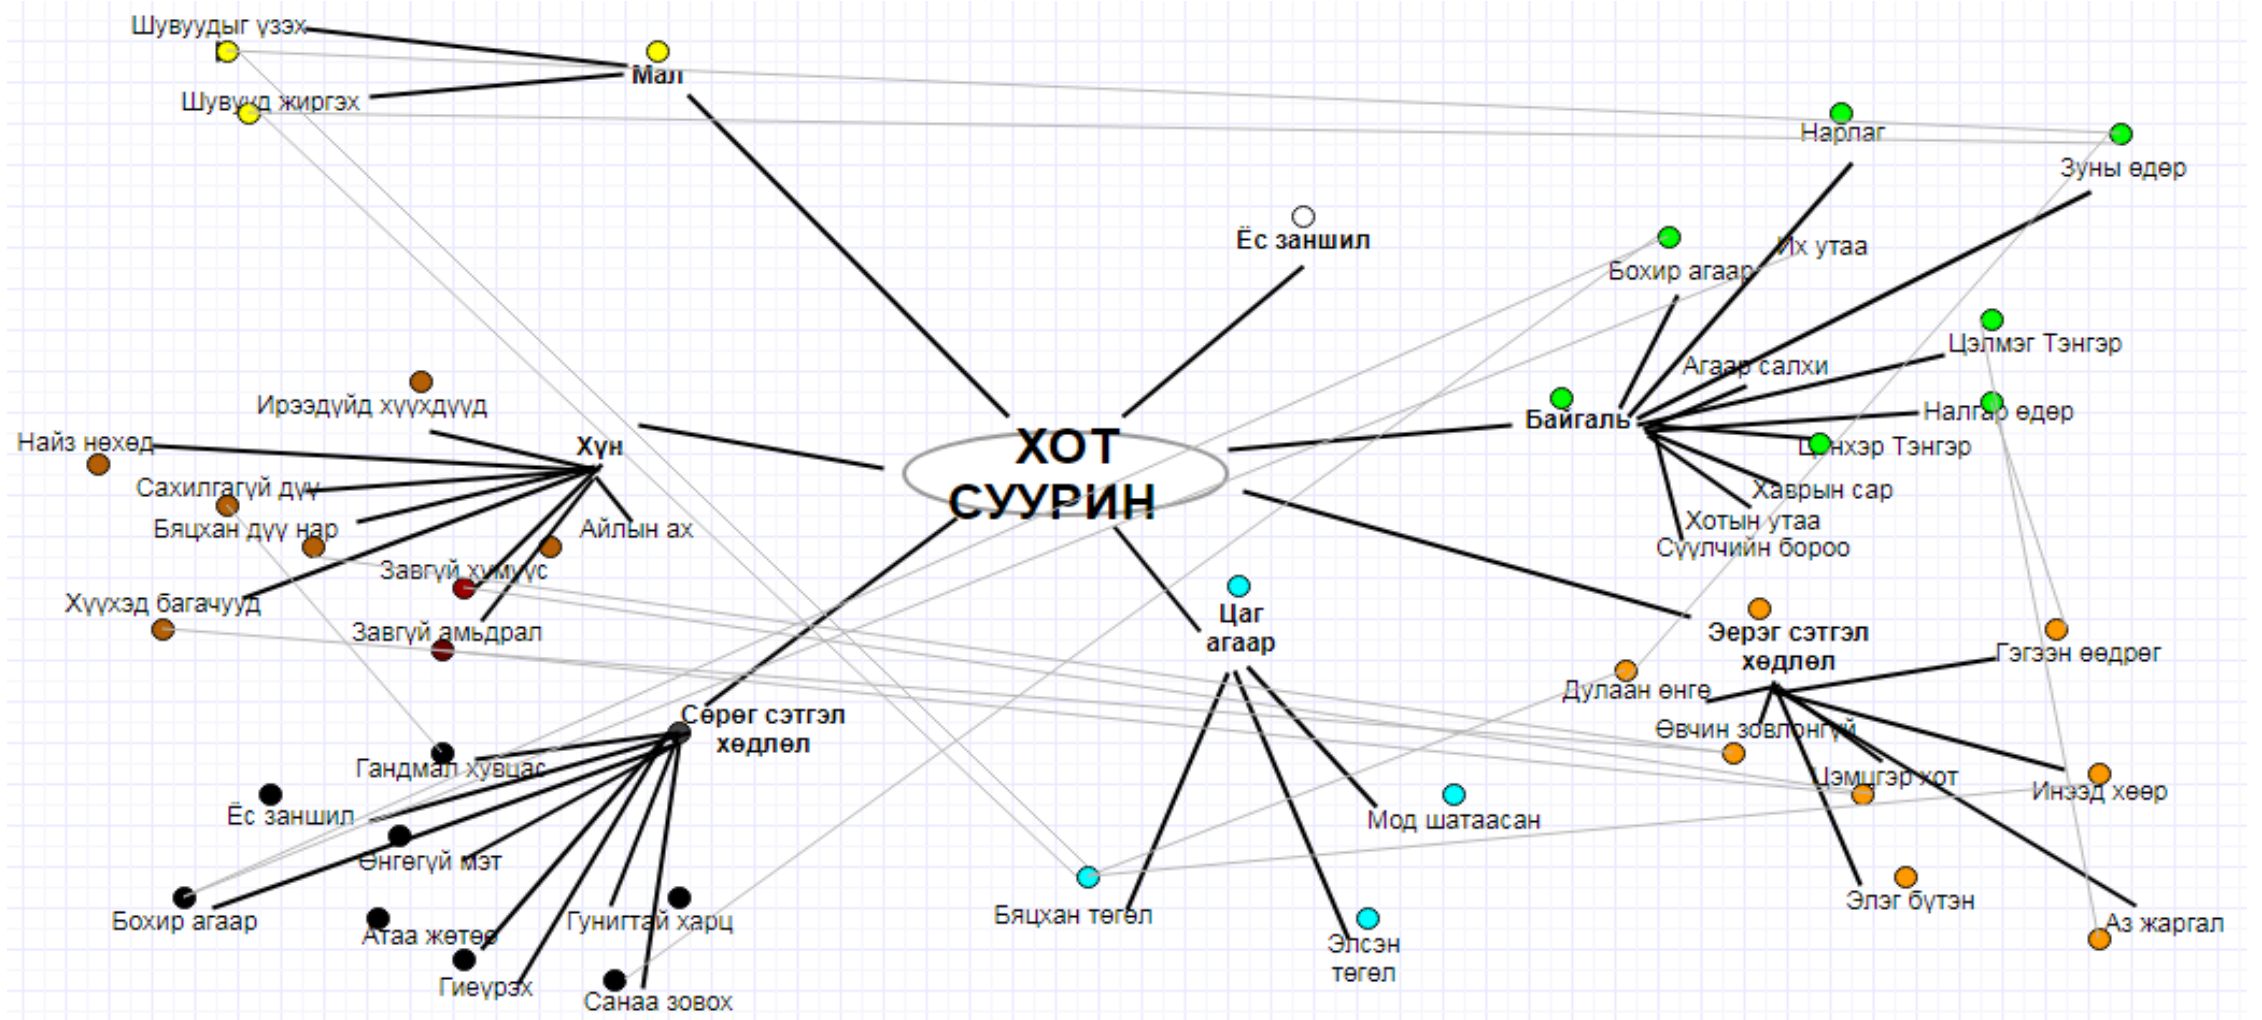 Шувуудыг үзэх
Мал
Шувууд жиргэх
Нарлаг
Зуны өдөр
Ёс заншил
Их утаа
Бохир агаар
Цэлмэг Тэнгэр
Агаар салхи
Ирээдүйд хүүхдүүд
Налгар өдөр
Байгаль
Найз нөхөд
Хүн
ХОТ
СУУРИН
Цэнхэр Тэнгэр
Сахилгагүй дүү
Хаврын сар
Бяцхан дүү нар
Айлын ах
Хотын утаа
Сүүлчийн бороо
Завгүй хүмүүс
Хүүхэд багачууд
Цаг
агаар
Завгүй амьдрал
Эерэг сэтгэл
хөдлөл
Гэгээн өөдрөг
Дулаан өнгө
Сөрөг сэтгэл
хөдлөл
Өвчин зовлонгүй
Гандмал хувцас
Цэмцгэр хот
Инээд хөөр
Ёс заншил
Мод шатаасан
Өнгөгүй мэт
Элэг бүтэн
Бохир агаар
Гунигтай харц
Бяцхан төгөл
Аз жаргал
Атаа жөтөө
Элсэн
төгөл
Гиеүрэх
Санаа зовох